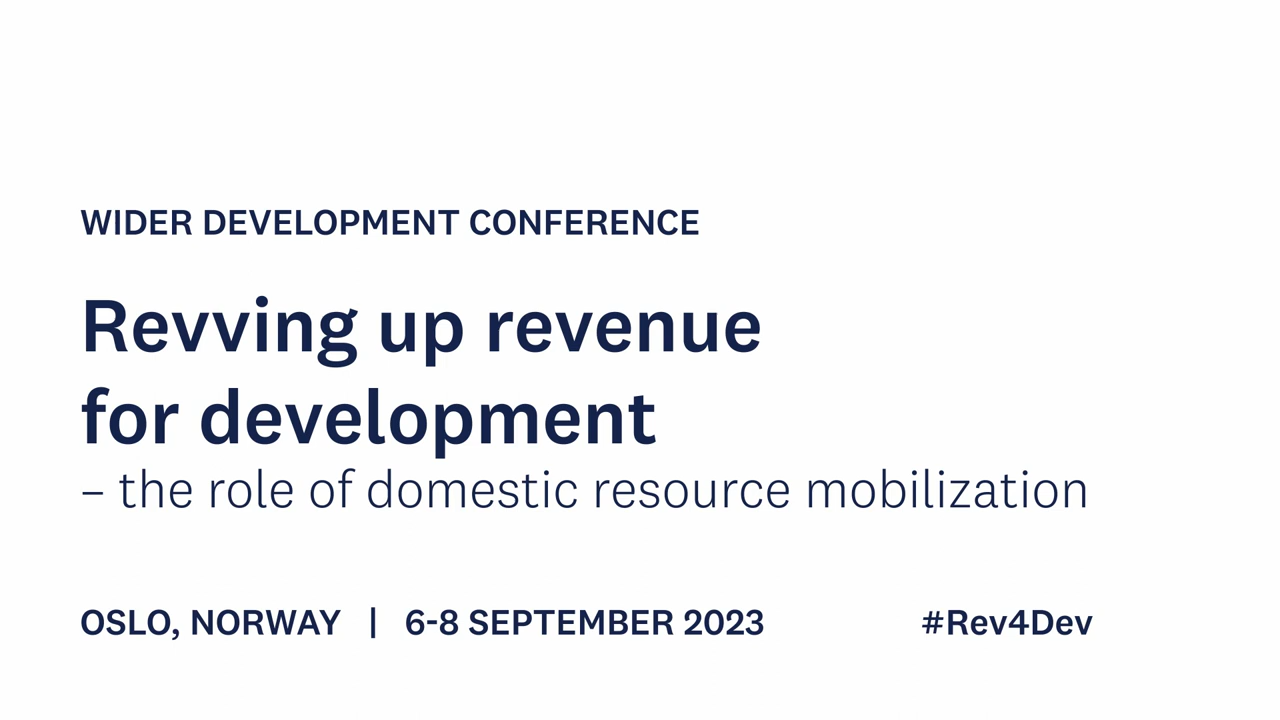 WIDER DEVELOPMENT CONFERENCE
Revving up revenue
for development
– the role of domestic resource mobilization
OSLO, NORWAY | 6-8 SEPTEMBER 2023 #Rev4Dev